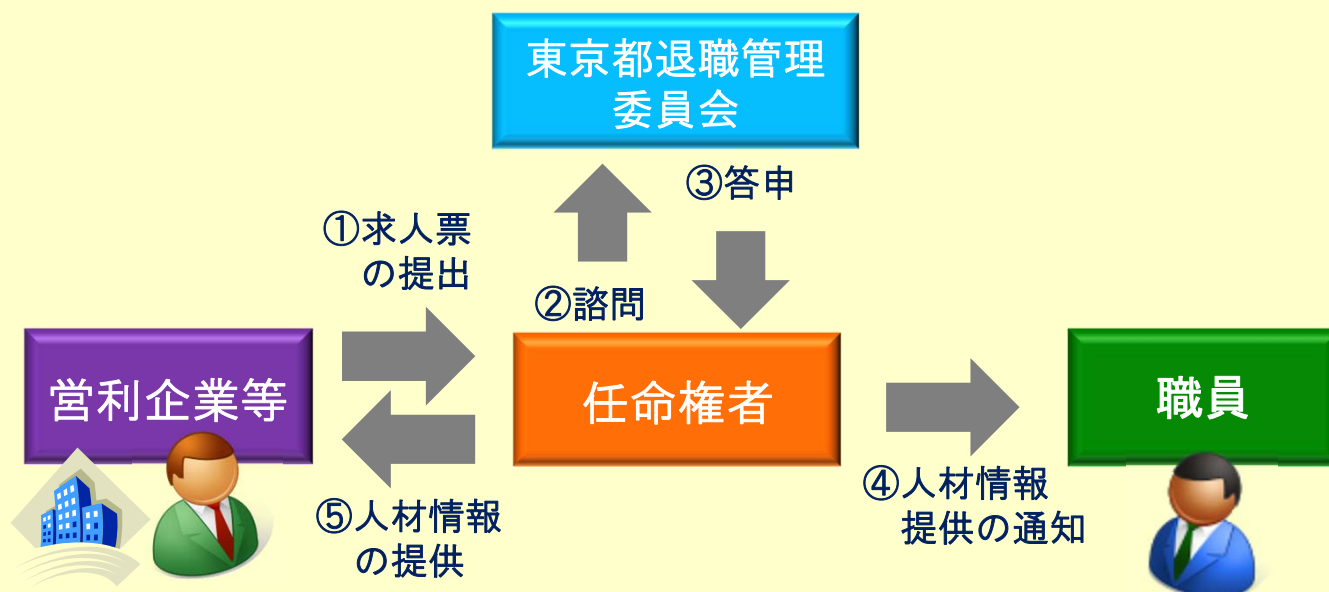 東京都退職管理
委員会
③答申
①求人票
の提出
②諮問
営利企業等
任命権者
職員
④人材情報
提供の通知
⑤人材情報
の提供